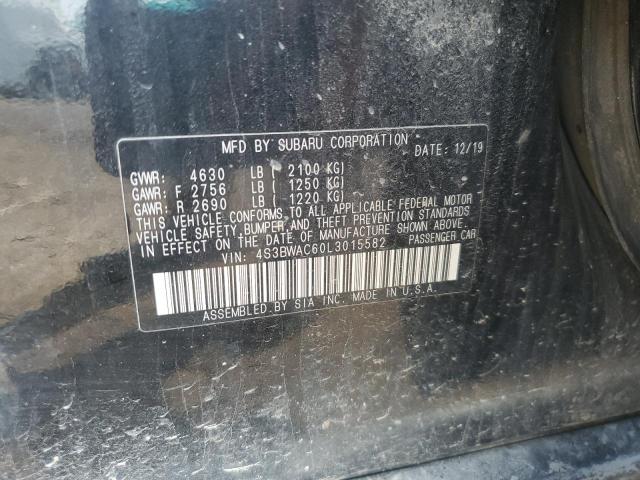 MFD BY SUBARU CORPORATION DATE: 12/19
GVWR: 4630 LB ( 2100 KG)
GAWR: F 2756 LB ( 1250 KG)
GAWR: R 2690 LB ( 1220 KG)
THIS VEHICLE CONFORMS TO ALL APPLICABLE FEDERAL MOTOR
VEHICLE SAFETY, BUMPER, AND THEFT PREVENTION STANDARDS
IN EFFECT ON THE DATE OF MANUFACTURE SHOWN ABOVE.
VIN: 4S3BWAC60L3015582 PASSENGER CAR
ASSEMBLED BY SIA INC. MADE IN U.S.A.